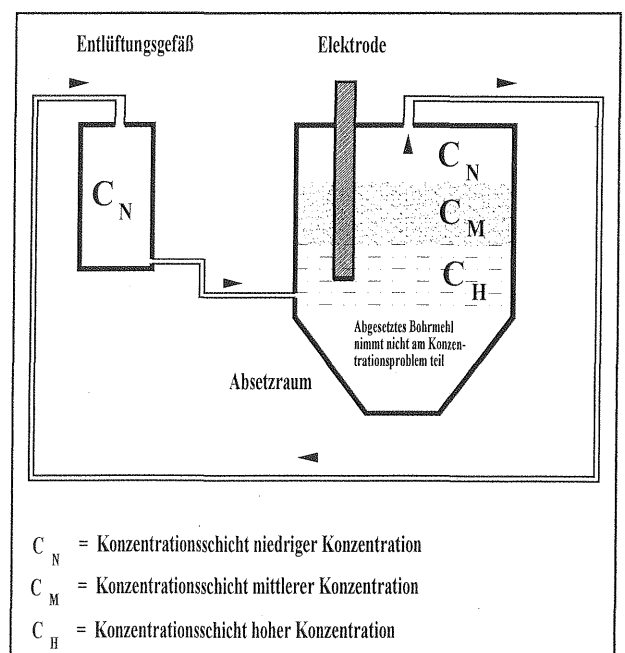 Entlüftungsgefäß Elektrode
C N
C N
C M
C H
Abgesetztes Bohrmehl
nimmt nicht am Konzen-
trationsproblem teil
Absetzraum
C N = Konzentrationsschicht niedriger Konzentration
C M = Konzentrationsschicht mittlerer Konzentration
C H = Konzentrationsschicht hoher Konzentration